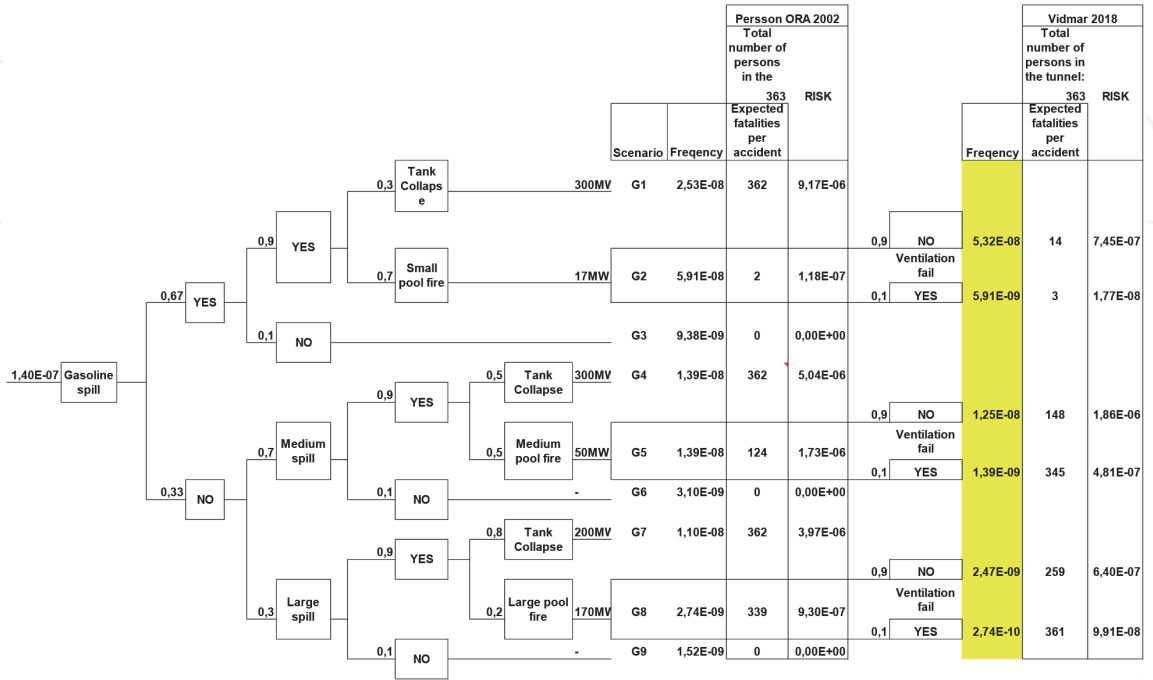 Persson ORA 2002
Vidmar 2018
Total
number of
persons
in the
363 RISK
Total
number of
persons in
the tunnel:
363 RISK
Scenario Freqency
Expected
fatalities
per
accident
Freqency
Expected
fatalities
per
accident
0,3 Tank
Collaps
e
300MV G1 2,53E-08 362 9,17E-06
0,9 YES
0,9 NO 5,32E-08 14 7,45E-07
Ventilation
fail
0,7 Small
pool fire
17MW G2 5,91E-08 2 1,18E-07
0,1 YES 5,91E-09 3 1,77E-08
0,67 YES
0,1 NO G3 9,38E-09 0 0,00E+00
1,40E-07 Gasoline
spill
0,5 Tank
Collapse
300MV G4 1,39E-08 362 5,04E-06
0,9 YES
0,9 NO 1,25E-08 148 1,86E-06
Ventilation
fail
0,7 Medium
spill
0,5 Medium
pool fire
50MW G5 1,39E-08 124 1,73E-06
0,1 YES 1,39E-09 345 4,81E-07
0,33 NO
0,1 NO - G6 3,10E-09 0 0,00E+00
0,8 Tank
Collapse
200MV G7 1,10E-08 362 3,97E-06
0,9 YES
0,9 NO 2,47E-09 259 6,40E-07
Ventilation
fail
0,3 Large
spill
0,2 Large pool
fire
170MV G8 2,74E-09 339 9,30E-07
0,1 YES 2,74E-10 361 9,91E-08
0,1 NO - G9 1,52E-09 0 0,00E+00